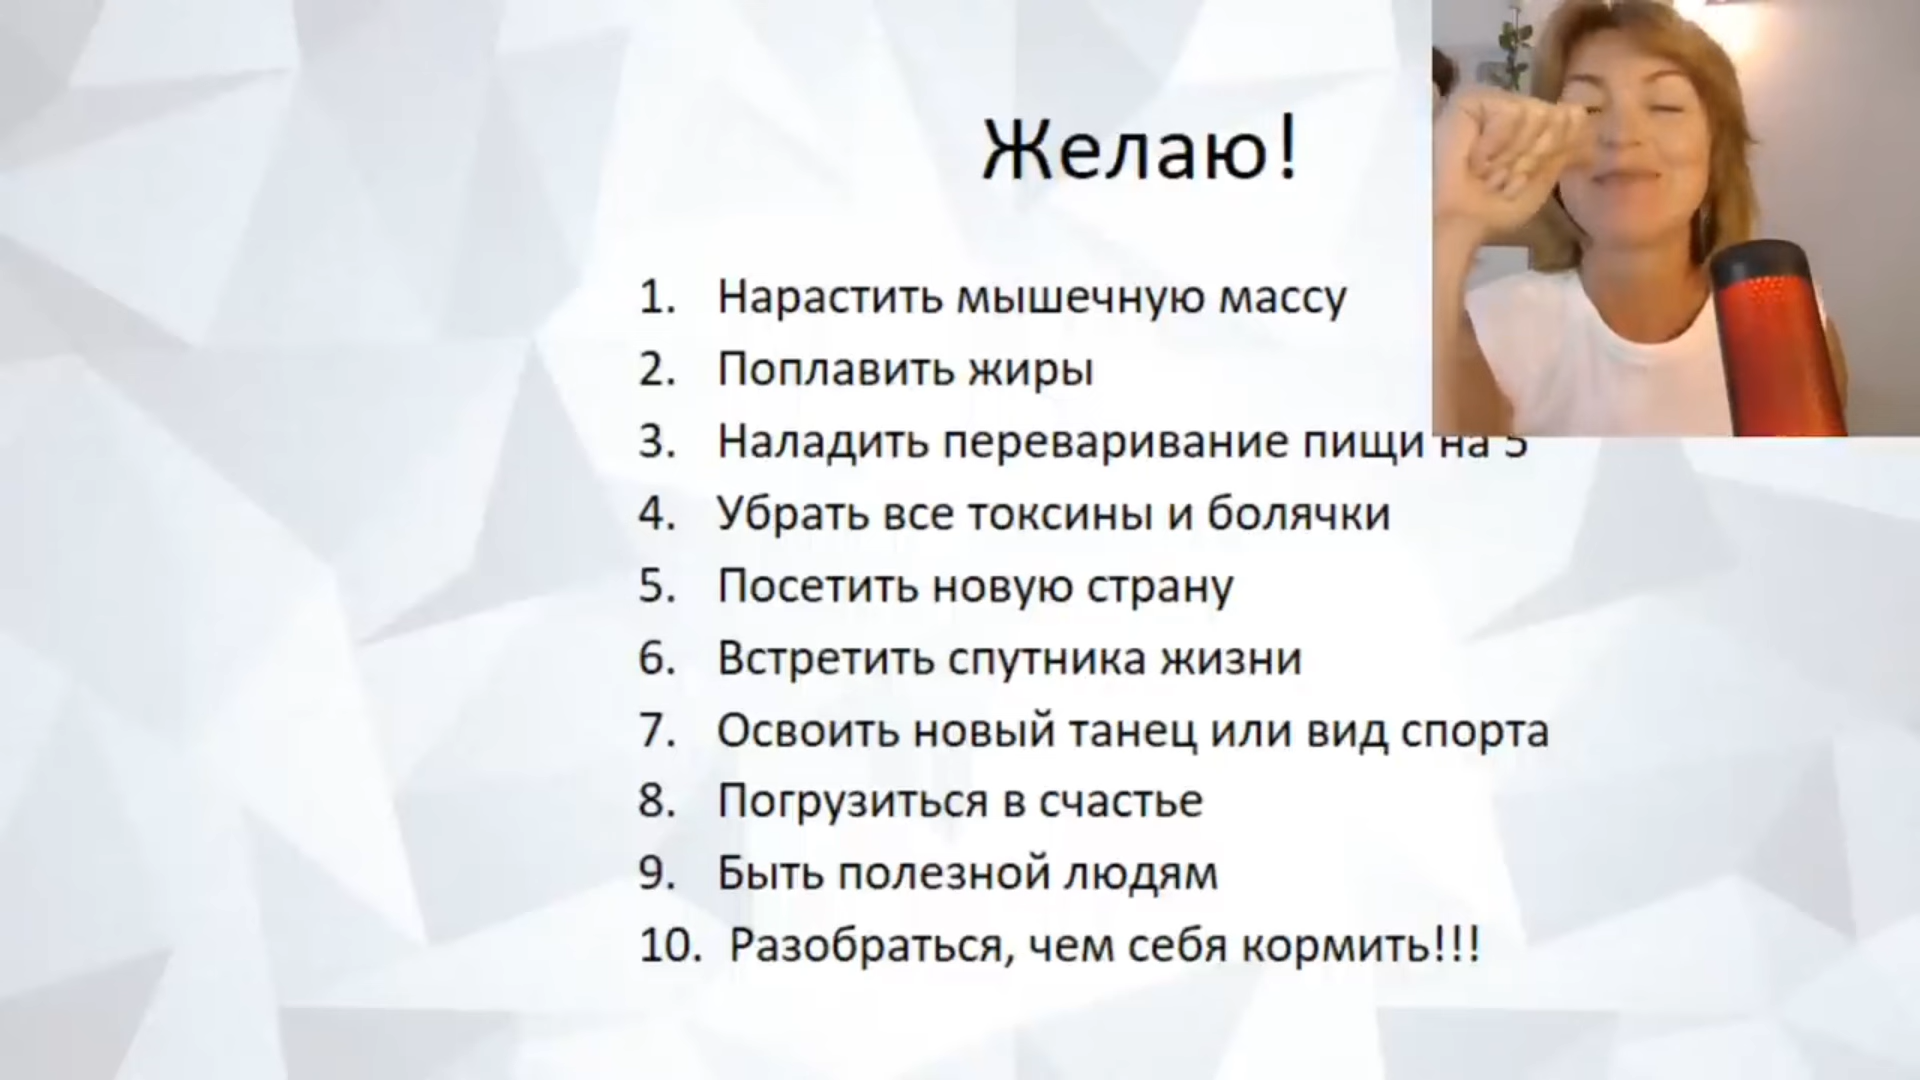 Желаю!
1. Нарастить мышечную массу
2. Поплавить жиры
3. Наладить переваривание пищи на 5
4. Убрать все токсины и болячки
5. Посетить новую страну
6. Встретить спутника жизни
7. Освоить новый танец или вид спорта
8. Погрузиться в счастье
9. Быть полезной людям
10. Разобраться, чем себя кормить!!!